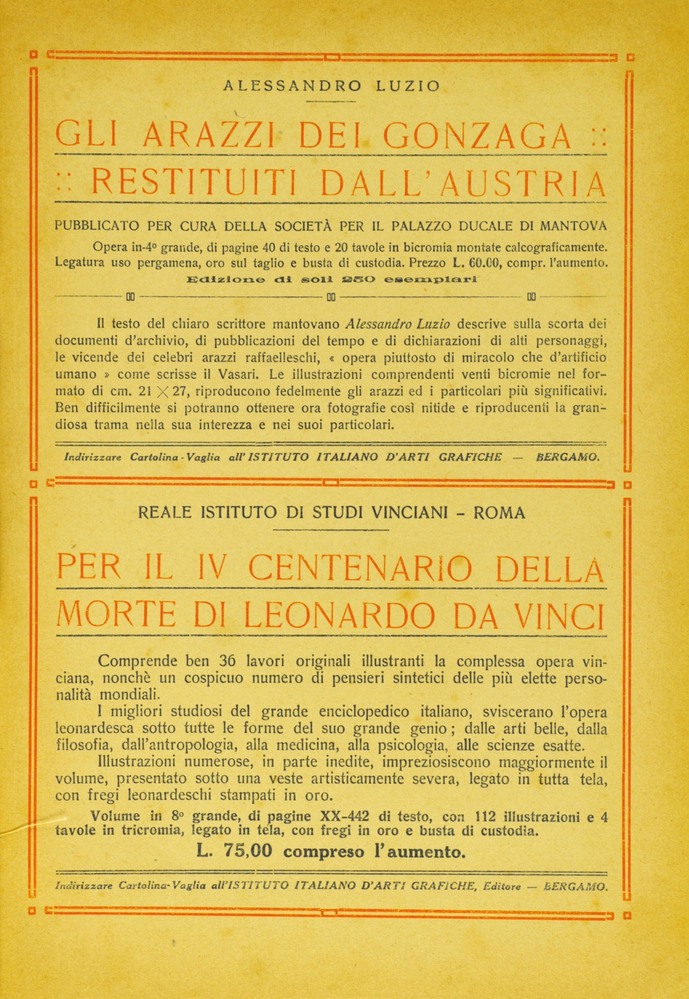 ALESSANDRO LUZIO
GLI ARAZZI DEI GONZAGA ::
:: RESTITUITI DALL'AUSTRIA
PUBBLICATO PER CURA DELLA SOCIETÀ PER IL PALAZZO DUCALE DI MANTOVA
Opera in-4º grande, di pagine 40 di testo e 20 tavole in bicromia montate calcograficamente.
Legatura uso pergamena, oro sul taglio e busta di custodia. Prezzo L. 60.00, compr. l'aumento.
Edizione di soli 250 esemplari
Il testo del chiaro scrittore mantovano Alessandro Luzio descrive sulla scorta dei
documenti d'archivio, di pubblicazioni del tempo e di dichiarazioni di alti personaggi,
le vicende dei celebri arazzi raffaelleschi, « opera piuttosto di miracolo che d'artificio
umano » come scrisse il Vasari. Le illustrazioni comprendenti venti bicromie nel for-
mato di cm. 21 × 27, riproducono fedelmente gli arazzi ed i particolari più significativi.
Ben difficilmente si potranno ottenere ora fotografie così nitide e riproducenti la gran-
diosa trama nella sua interezza e nei suoi particolari.
Indirizzare Cartolina-Vaglia all'ISTITUTO ITALIANO D'ARTI GRAFICHE — BERGAMO.
REALE ISTITUTO DI STUDI VINCIANI - ROMA
PER IL IV CENTENARIO DELLA
MORTE DI LEONARDO DA VINCI
Comprende ben 36 lavori originali illustranti la complessa opera vin-
ciana, nonchè un cospicuo numero di pensieri sintetici delle più elette perso-
nalità mondiali.
I migliori studiosi del grande enciclopedico italiano, sviscerano l'opera
leonardesca sotto tutte le forme del suo grande genio; dalle arti belle, dalla
filosofia, dall'antropologia, alla medicina, alla psicologia, alle scienze esatte.
Illustrazioni numerose, in parte inedite, impreziosiscono maggiormente il
volume, presentato sotto una veste artisticamente severa, legato in tutta tela,
con fregi leonardeschi stampati in oro.
Volume in 8º grande, di pagine XX-442 di testo, con 112 illustrazioni e 4
tavole in tricromia, legato in tela, con fregi in oro e busta di custodia.
L. 75,00 compreso l'aumento.
Indirizzare Cartolina-Vaglia all'ISTITUTO ITALIANO D'ARTI GRAFICHE, Editore — BERGAMO.